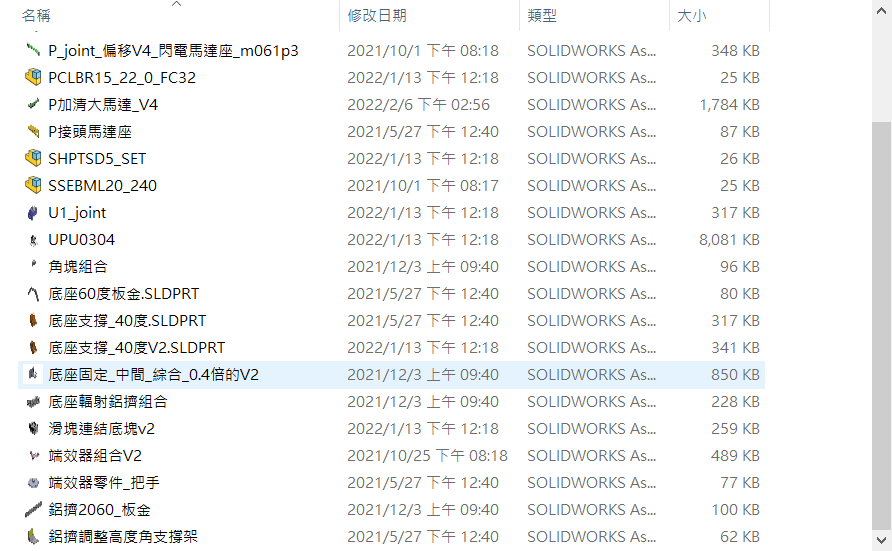 名稱 修改日期 類型 大小
P_joint_偏移V4_閃電馬達座_m061p3 2021/10/1 下午 08:18 SOLIDWORKS As... 348 KB
PCLBR15_22_0_FC32 2022/1/13 下午 12:18 SOLIDWORKS As... 25 KB
P加清大馬達_V4 2022/2/6 下午 02:56 SOLIDWORKS As... 1,784 KB
P接頭馬達座 2021/5/27 下午 12:40 SOLIDWORKS As... 87 KB
SHPTSD5_SET 2022/1/13 下午 12:18 SOLIDWORKS As... 26 KB
SSEBML20_240 2021/10/1 下午 08:17 SOLIDWORKS As... 25 KB
U1_joint 2022/1/13 下午 12:18 SOLIDWORKS As... 317 KB
UPU0304 2022/1/13 下午 12:18 SOLIDWORKS As... 8,081 KB
角塊組合 2021/12/3 上午 09:40 SOLIDWORKS As... 96 KB
底座60度板金.SLDPRT 2021/5/27 下午 12:40 SOLIDWORKS As... 80 KB
底座支撐_40度.SLDPRT 2021/5/27 下午 12:40 SOLIDWORKS As... 317 KB
底座支撐_40度V2.SLDPRT 2022/1/13 下午 12:18 SOLIDWORKS As... 341 KB
底座固定_中間_綜合_0.4倍的V2 2021/12/3 上午 09:40 SOLIDWORKS As... 850 KB
底座輻射鋁擠組合 2021/12/3 上午 09:40 SOLIDWORKS As... 228 KB
滑塊連結底塊v2 2022/1/13 下午 12:18 SOLIDWORKS As... 259 KB
端效器組合V2 2021/10/25 下午 08:18 SOLIDWORKS As... 489 KB
端效器零件_把手 2021/5/27 下午 12:40 SOLIDWORKS As... 77 KB
鋁擠2060_板金 2021/12/3 上午 09:40 SOLIDWORKS As... 100 KB
鋁擠調整高度角支撐架 2021/5/27 下午 12:40 SOLIDWORKS As... 62 KB